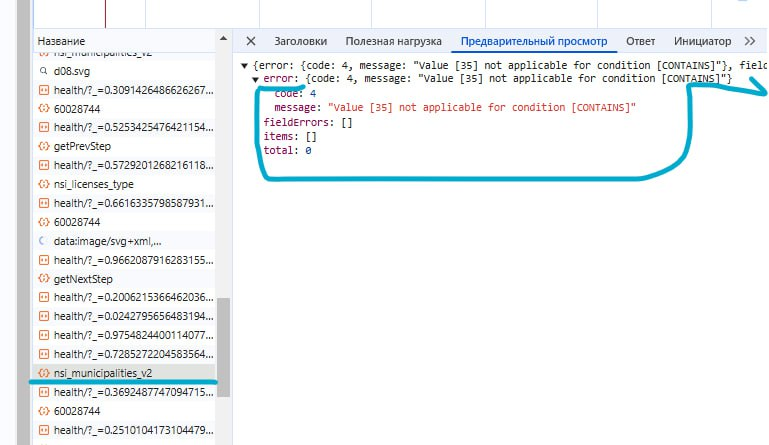 Название
nsi_municipalities_v2
d08.svg
health/?_=0.3091426486626267...
60028744
health/?_=0.5253425476421154...
getPrevStep
health/?_=0.5729201268216118...
nsi_licenses_type
health/?_=0.6616335798587931...
60028744
data:image/svg+xml,...
health/?_=0.9662087916283155...
getNextStep
health/?_=0.2006215366462036...
health/?_=0.0242795656483194...
health/?_=0.9754824400114077...
health/?_=0.7285272204583564...
nsi_municipalities_v2
health/?_=0.3692487747094715...
60028744
health/?_=0.2510104173104479...
Заголовки Полезная нагрузка Предварительный просмотр Ответ Инициатор
{error: {code: 4, message: "Value [35] not applicable for condition [CONTAINS]"}, field
error: {code: 4, message: "Value [35] not applicable for condition [CONTAINS]"}
code: 4
message: "Value [35] not applicable for condition [CONTAINS]"
fieldErrors: []
items: []
total: 0